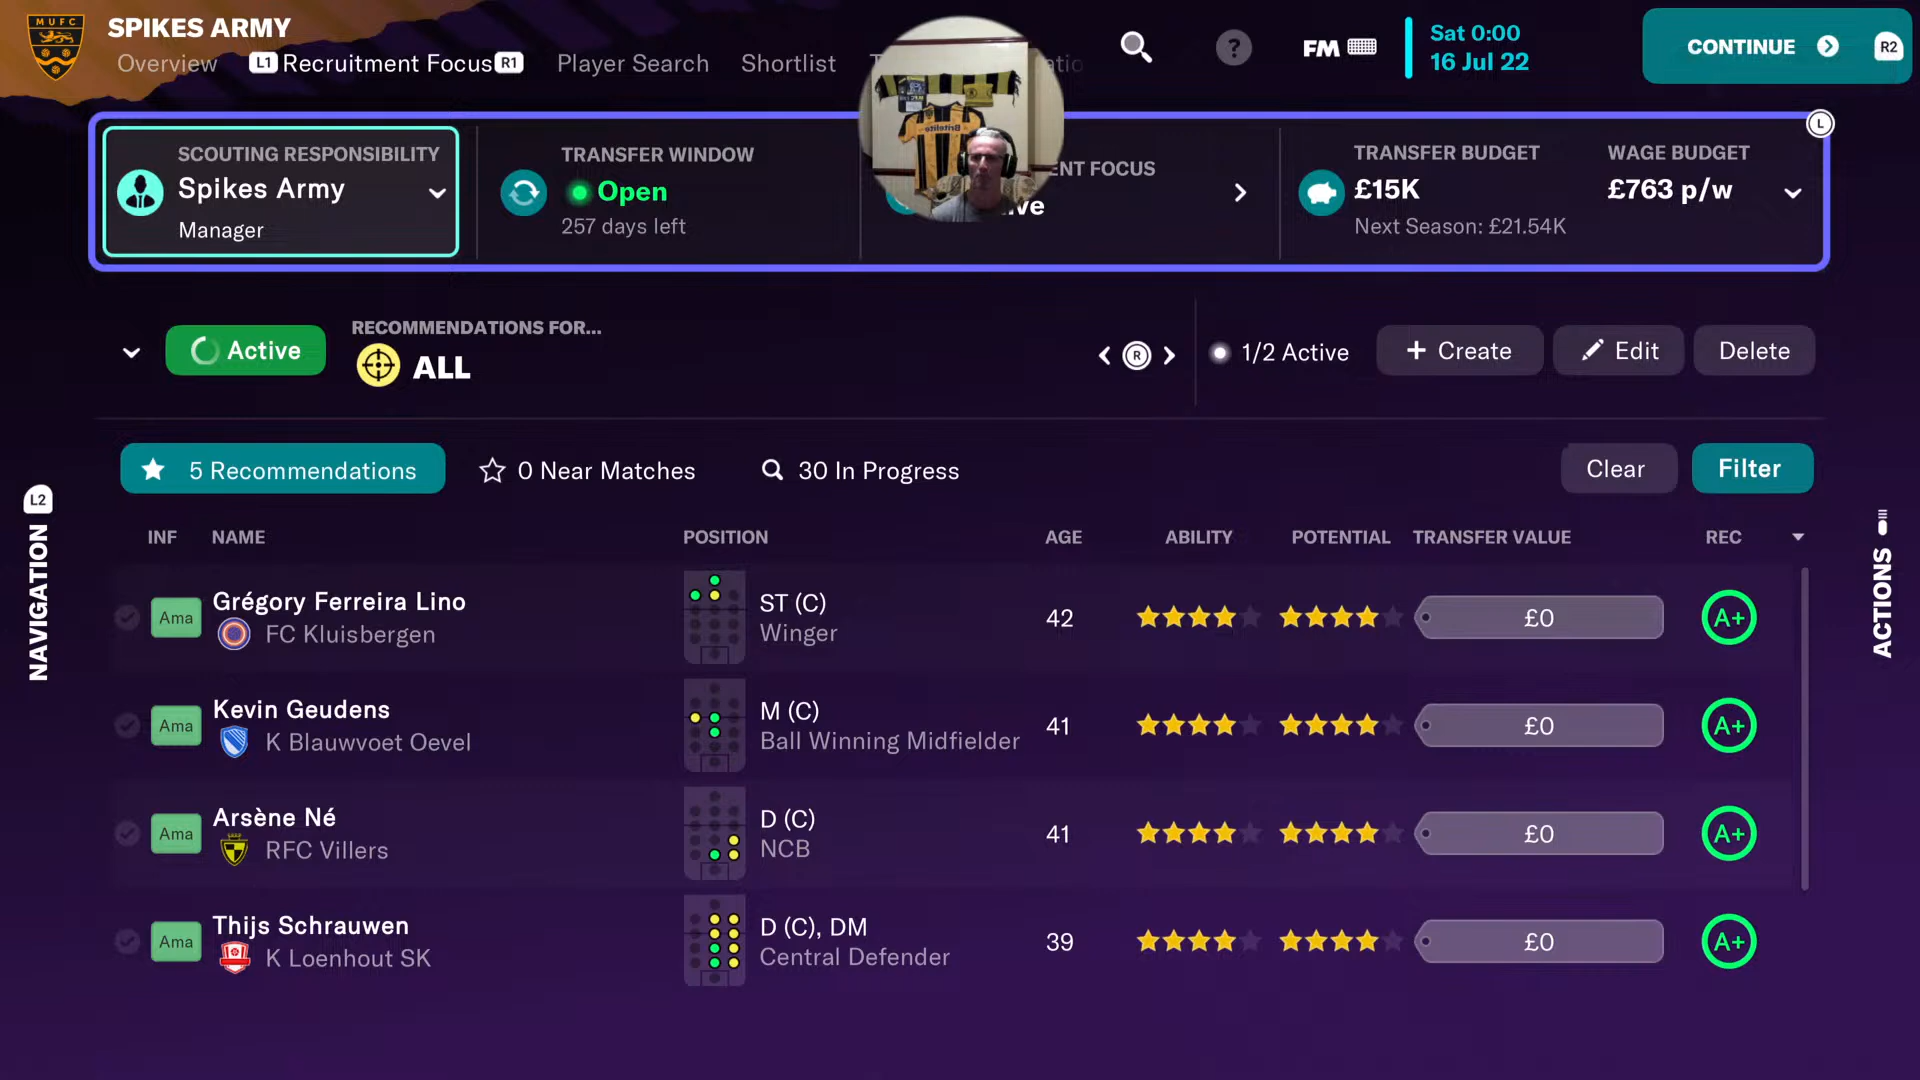 MUFC
SPIKES ARMY
Overview L1 Recruitment Focus R1 Player Search Shortlist
?
FM
Sat 0:00
16 Jul 22
CONTINUE R2
L
SCOUTING RESPONSIBILITY
Spikes Army
Manager
TRANSFER WINDOW
Open
257 days left
ENT FOCUS
TRANSFER BUDGET
£15K
Next Season: £21.54K
WAGE BUDGET
£763 p/w
Active
RECOMMENDATIONS FOR...
ALL
R
1/2 Active
+ Create
Edit
Delete
5 Recommendations
0 Near Matches
30 In Progress
Clear
Filter
L2
NAVIGATION
ACTIONS
INF NAME POSITION AGE ABILITY POTENTIAL TRANSFER VALUE REC
Ama
Grégory Ferreira Lino
FC Kluisbergen
ST (C)
Winger
42
£0
A+
Ama
Kevin Geudens
K Blauwvoet Oevel
M (C)
Ball Winning Midfielder
41
£0
A+
Ama
Arsène Né
RFC Villers
D (C)
NCB
41
£0
A+
Ama
Thijs Schrauwen
K Loenhout SK
D (C), DM
Central Defender
39
£0
A+